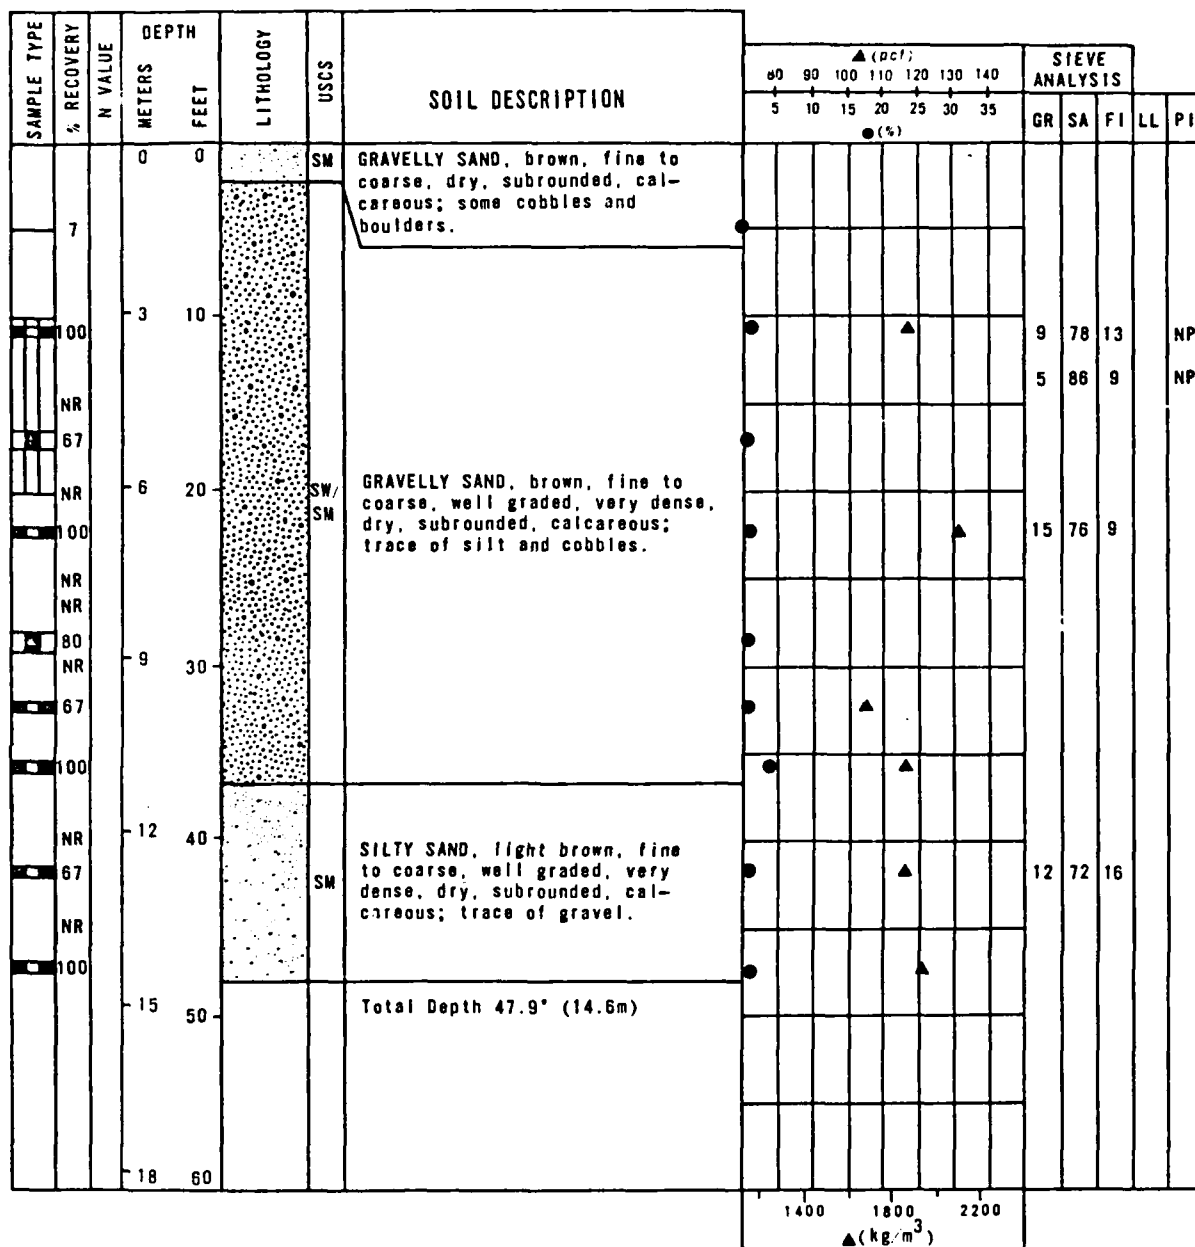 SAMPLE TYPE
% RECOVERY
N VALUE
DEPTH
METERS
FEET
LITHOLOGY
USCS
SOIL DESCRIPTION
▲ (pcf)
80 90 100 110 120 130 140
5 10 15 20 25 30 35
● (%)
SIEVE
ANALYSIS
GR SA FI LL PI
0 0
SM
GRAVELLY SAND, brown, fine to
coarse, dry, subrounded, cal-
careous; some cobbles and
boulders.
7
3 10
100
9 78 13 NP
5 86 9 NP
NR
67
NR
6 20
SW/
SM
GRAVELLY SAND, brown, fine to
coarse, well graded, very dense,
dry, subrounded, calcareous;
trace of silt and cobbles.
100
15 76 9
NR
NR
80
NR
9 30
67
100
NR
12 40
SM
SILTY SAND, light brown, fine
to coarse, well graded, very
dense, dry, subrounded, cal-
careous; trace of gravel.
67
12 72 16
NR
100
15 50
Total Depth 47.9' (14.6m)
18 60
1400 1800 2200
▲ (kg/m³)